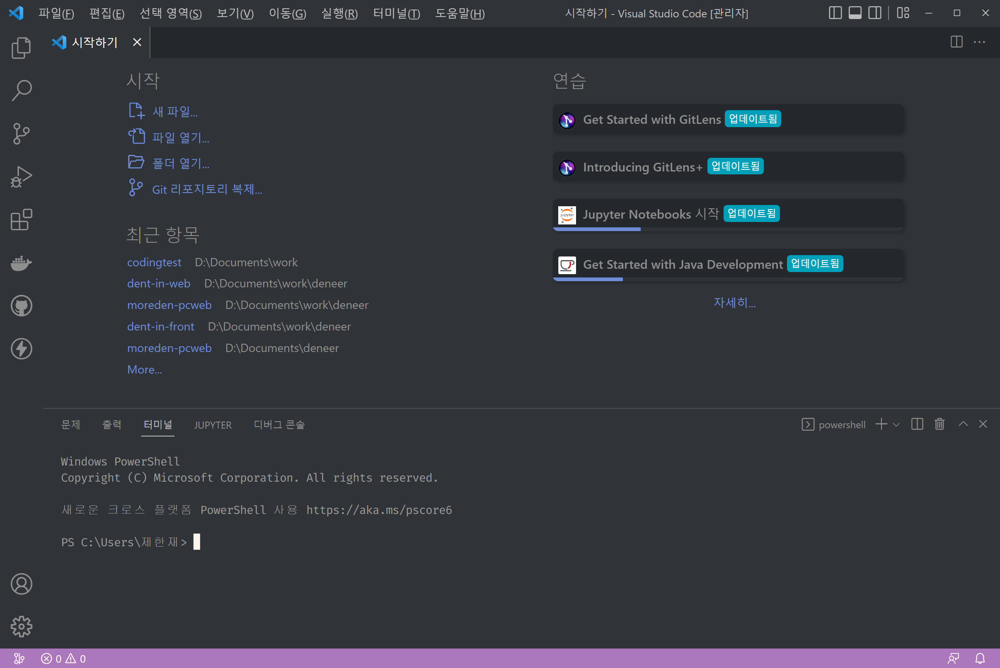 파일(F) 편집(E) 선택 영역(S) 보기(V) 이동(G) 실행(R) 터미널(T) 도움말(H) 시작하기 - Visual Studio Code [관리자]
시작하기
시작
새 파일...
파일 열기...
폴더 열기...
Git 리포지토리 복제...
최근 항목
codingtest D:\Documents\work
dent-in-web D:\Documents\work\deneer
moreden-pcweb D:\Documents\work\deneer
dent-in-front D:\Documents\work\deneer
moreden-pcweb D:\Documents\deneer
More...
연습
Get Started with GitLens 업데이트됨
Introducing GitLens+ 업데이트됨
jupyter
Jupyter Notebooks 시작 업데이트됨
Get Started with Java Development 업데이트됨
자세히...
문제 출력 터미널 JUPYTER 디버그 콘솔 powershell
Windows PowerShell
Copyright (C) Microsoft Corporation. All rights reserved.
새로운 크로스 플랫폼 PowerShell 사용 https://aka.ms/pscore6
PS C:\Users\제한재>
0 0